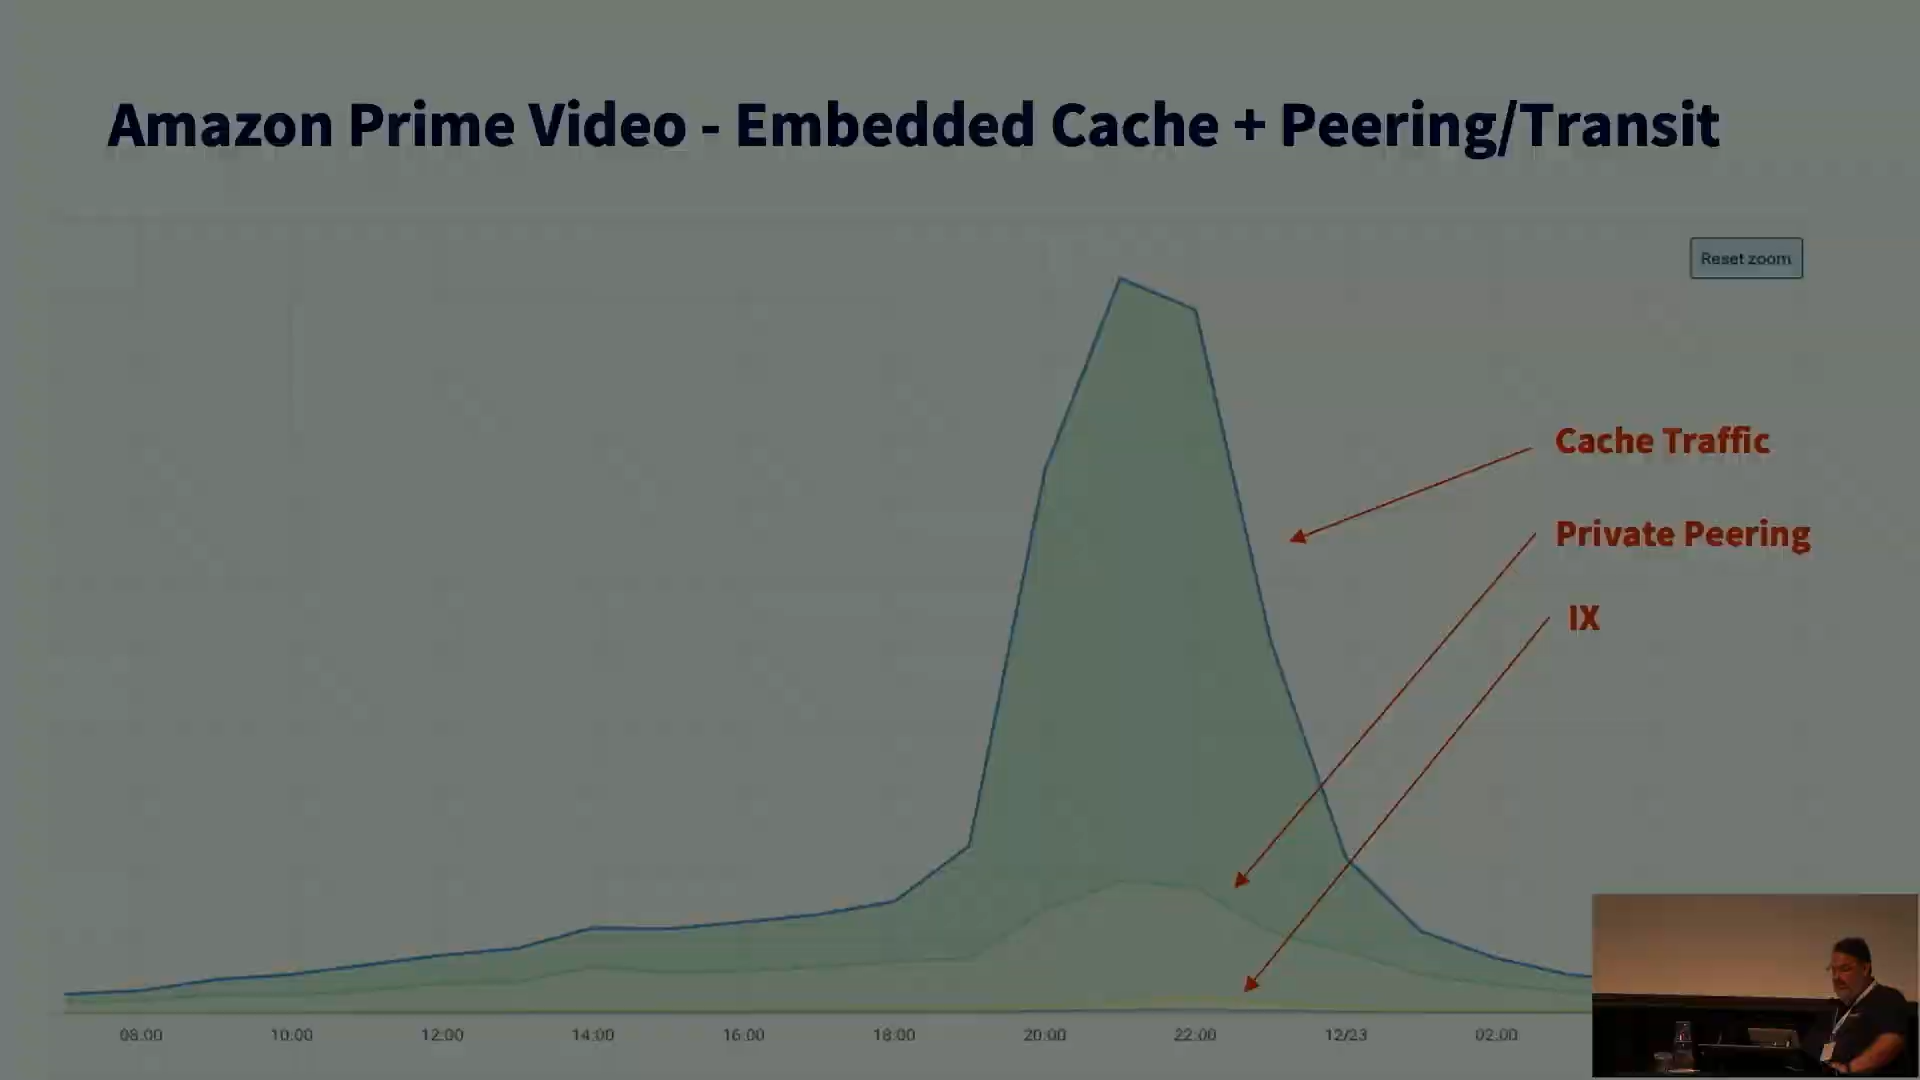 Amazon Prime Video - Embedded Cache + Peering/Transit
Reset zoom
Cache Traffic
Private Peering
IX
08:00 10:00 12:00 14:00 16:00 18:00 20:00 22:00 12/23 02:00